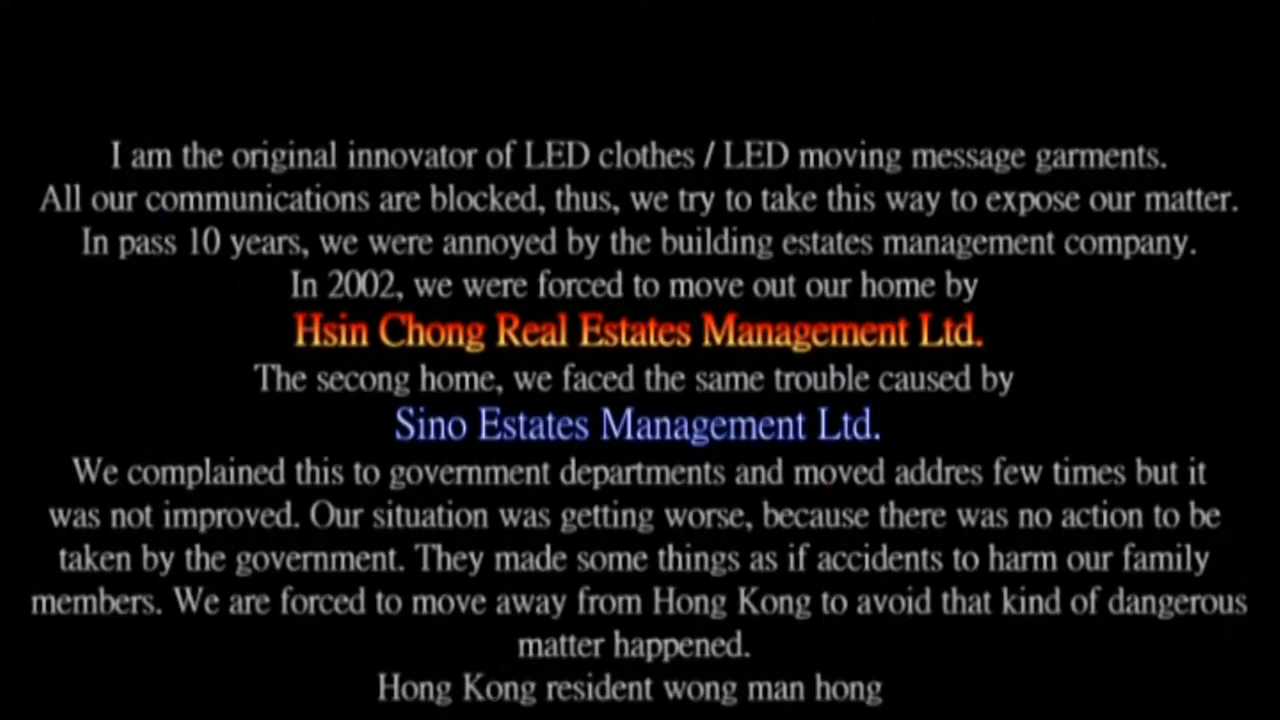 I am the original innovator of LED clothes / LED moving message garments.
All our communications are blocked, thus, we try to take this way to expose our matter.
In pass 10 years, we were annoyed by the building estates management company.
In 2002, we were forced to move out our home by
Hsin Chong Real Estates Management Ltd.
The secong home, we faced the same trouble caused by
Sino Estates Management Ltd.
We complained this to government departments and moved addres few times but it
was not improved. Our situation was getting worse, because there was no action to be
taken by the government. They made some things as if accidents to harm our family
members. We are forced to move away from Hong Kong to avoid that kind of dangerous
matter happened.
Hong Kong resident wong man hong